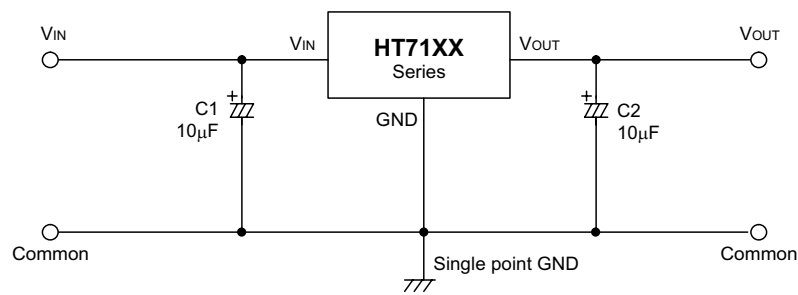 VIN
VIN
HT71XX
Series
VOUT
VOUT
GND
+
C1
10μF
+
C2
10μF
Common
Common
Single point GND